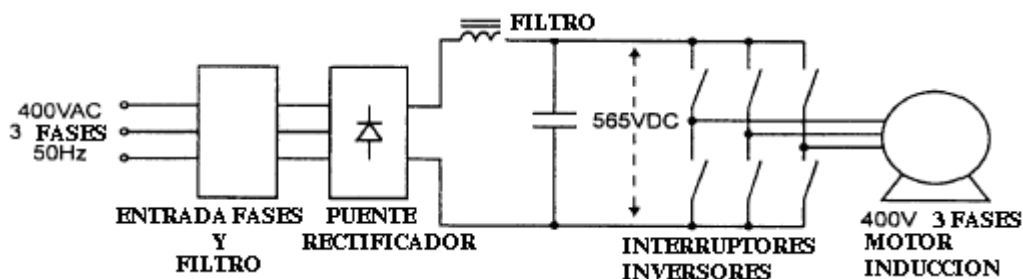 FILTRO
400VAC
3 FASES
50Hz
565VDC
ENTRADA FASES
Y
FILTRO
PUENTE
RECTIFICADOR
INTERRUPTORES
INVERSORES
400V 3 FASES
MOTOR
INDUCCION